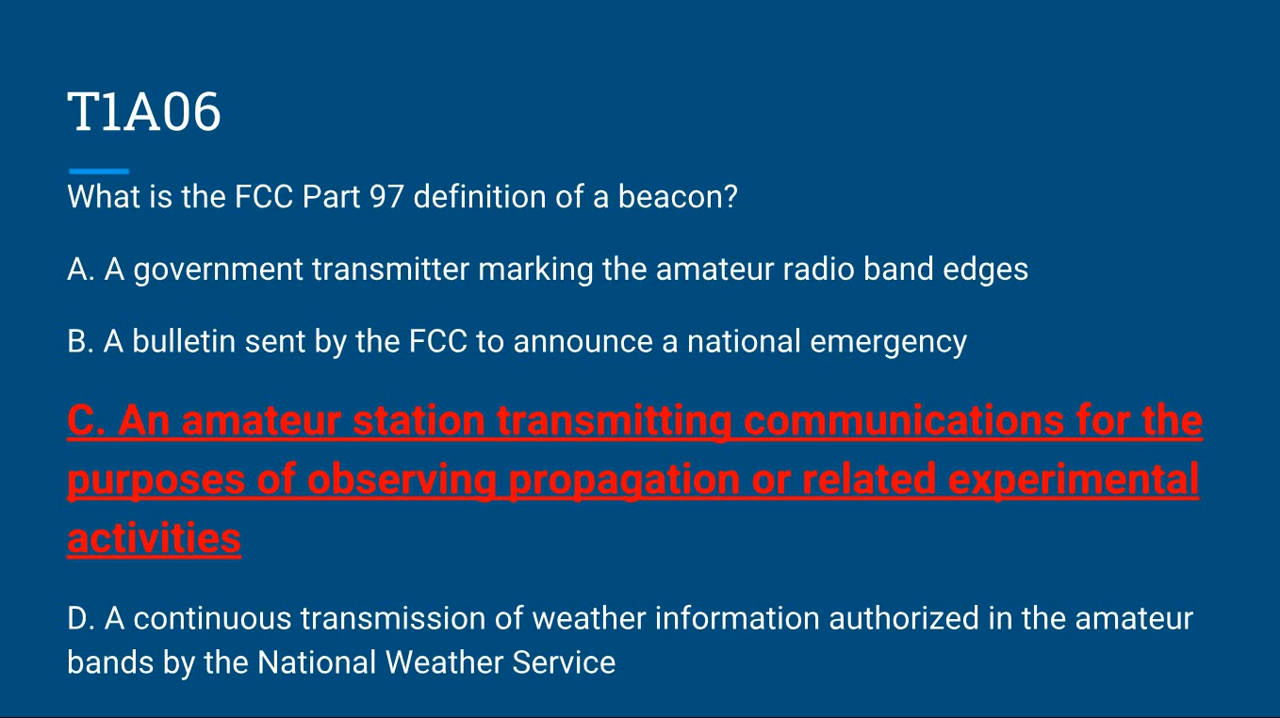 T1A06
What is the FCC Part 97 definition of a beacon?
A. A government transmitter marking the amateur radio band edges
B. A bulletin sent by the FCC to announce a national emergency
C. An amateur station transmitting communications for the
purposes of observing propagation or related experimental
activities
D. A continuous transmission of weather information authorized in the amateur
bands by the National Weather Service